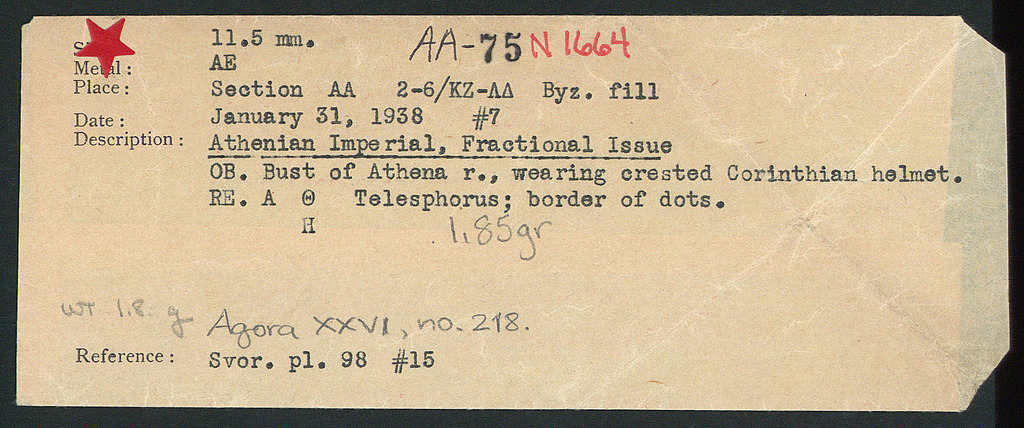 S 11.5 mm. AA-75 N 1664
Metal: AE
Place: Section AA 2-6/ΚΖ-ΛΔ Byz. fill
Date: January 31, 1938 #7
Description: Athenian Imperial, Fractional Issue
OB. Bust of Athena r., wearing crested Corinthian helmet.
RE. A Θ Telesphorus; border of dots.
H 1.85gr
wt 1.8 g Agora XXVI, no. 218.
Reference: Svor. pl. 98 #15